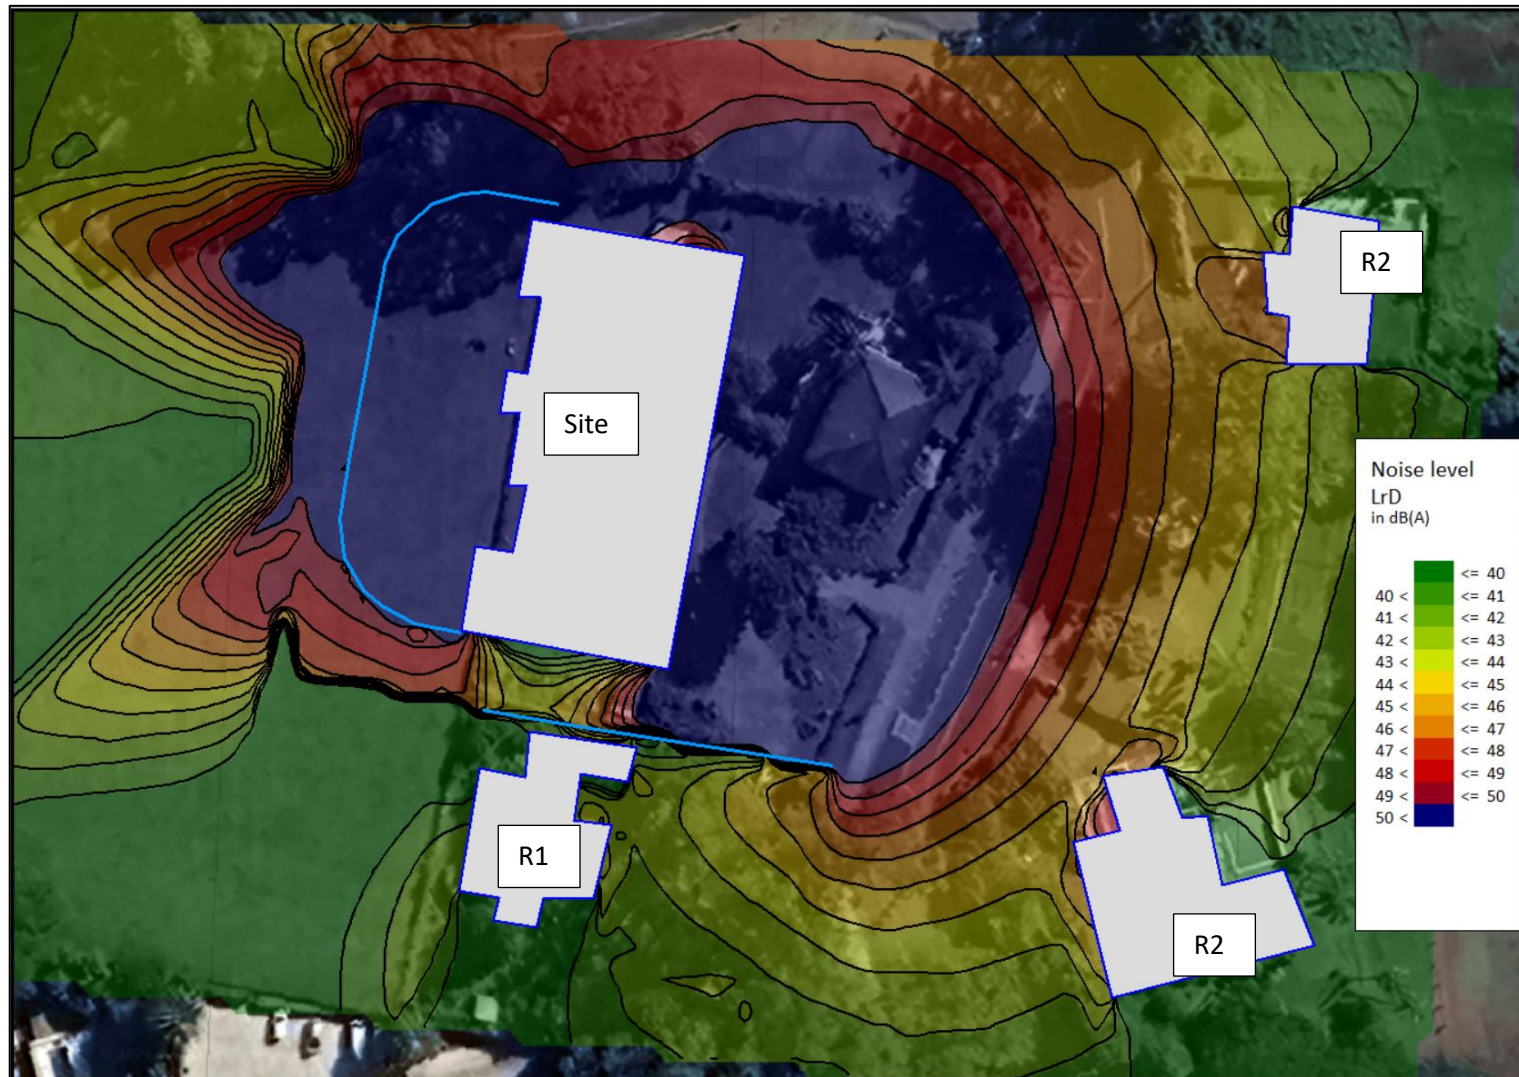 R2
Site
Noise level
LrD
in dB(A)
<= 40
40 < <= 41
41 < <= 42
42 < <= 43
43 < <= 44
44 < <= 45
45 < <= 46
46 < <= 47
47 < <= 48
48 < <= 49
49 < <= 50
50 <
R1
R2